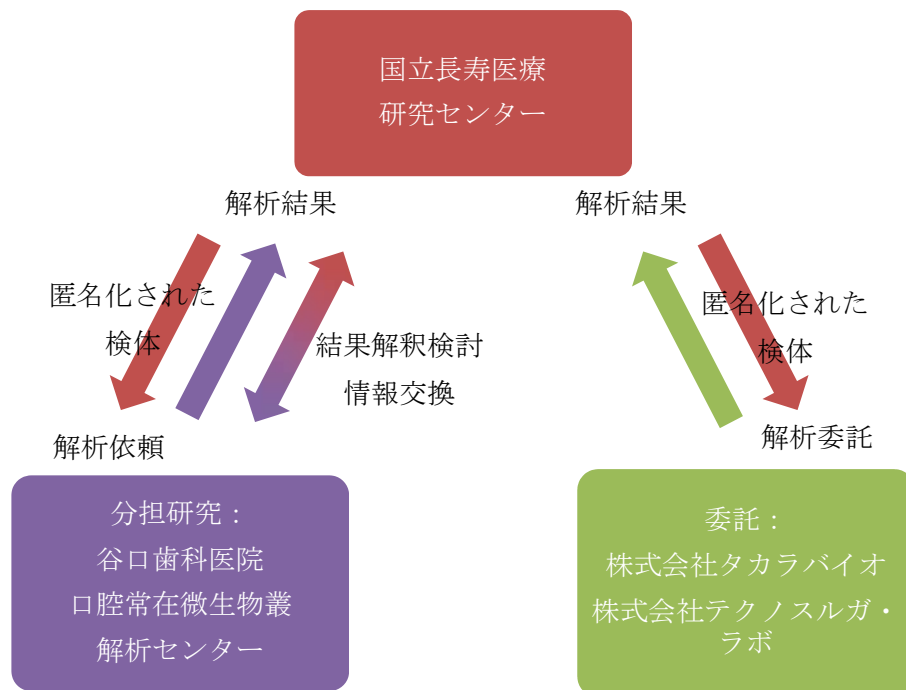 国立長寿医療
研究センター
解析結果
解析結果
匿名化された
検体
匿名化された
検体
結果解釈検討
情報交換
解析依頼
解析委託
分担研究：
谷口歯科医院
口腔常在微生物叢
解析センター
委託：
株式会社タカラバイオ
株式会社テクノスルガ・
ラボ